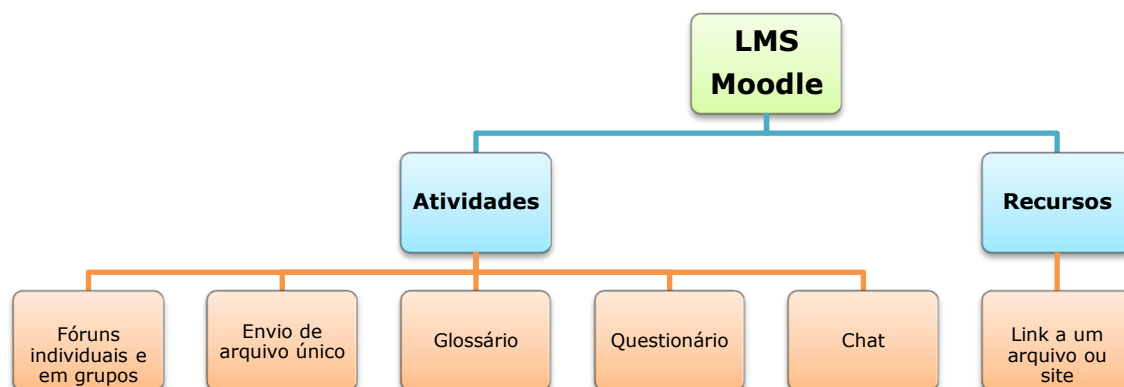 LMS
Moodle
Atividades
Recursos
Fóruns
individuais e
em grupos
Envio de
arquivo único
Glossário
Questionário
Chat
Link a um
arquivo ou
site